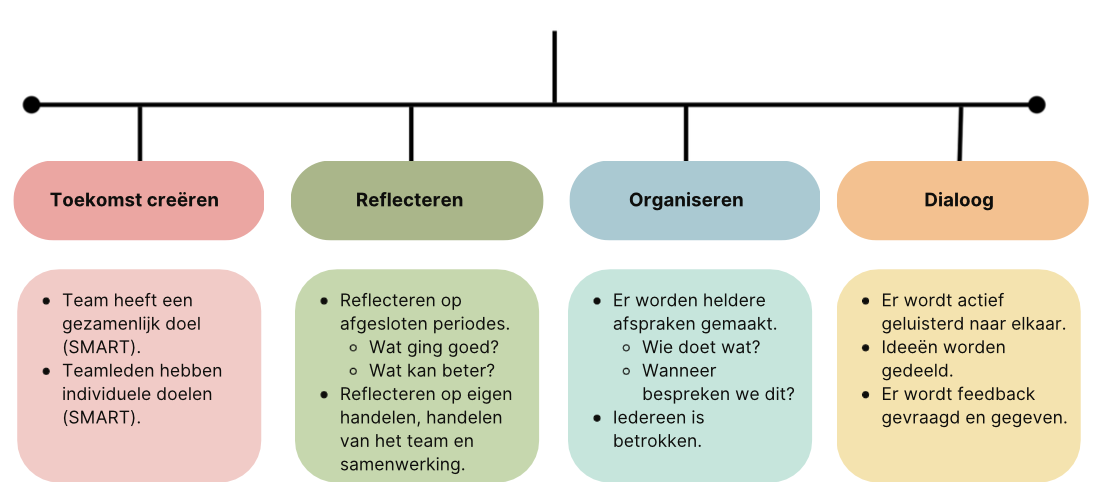 Toekomst creëren
Reflecteren
Organiseren
Dialoog
• Team heeft een
gezamenlijk doel
(SMART).
• Teamleden hebben
individuele doelen
(SMART).
• Reflecteren op
afgesloten periodes.
◦ Wat ging goed?
◦ Wat kan beter?
• Reflecteren op eigen
handelen, handelen
van het team en
samenwerking.
• Er worden heldere
afspraken gemaakt.
◦ Wie doet wat?
◦ Wanneer
bespreken we dit?
• Iedereen is
betrokken.
• Er wordt actief
geluisterd naar elkaar.
• Ideeën worden
gedeeld.
• Er wordt feedback
gevraagd en gegeven.